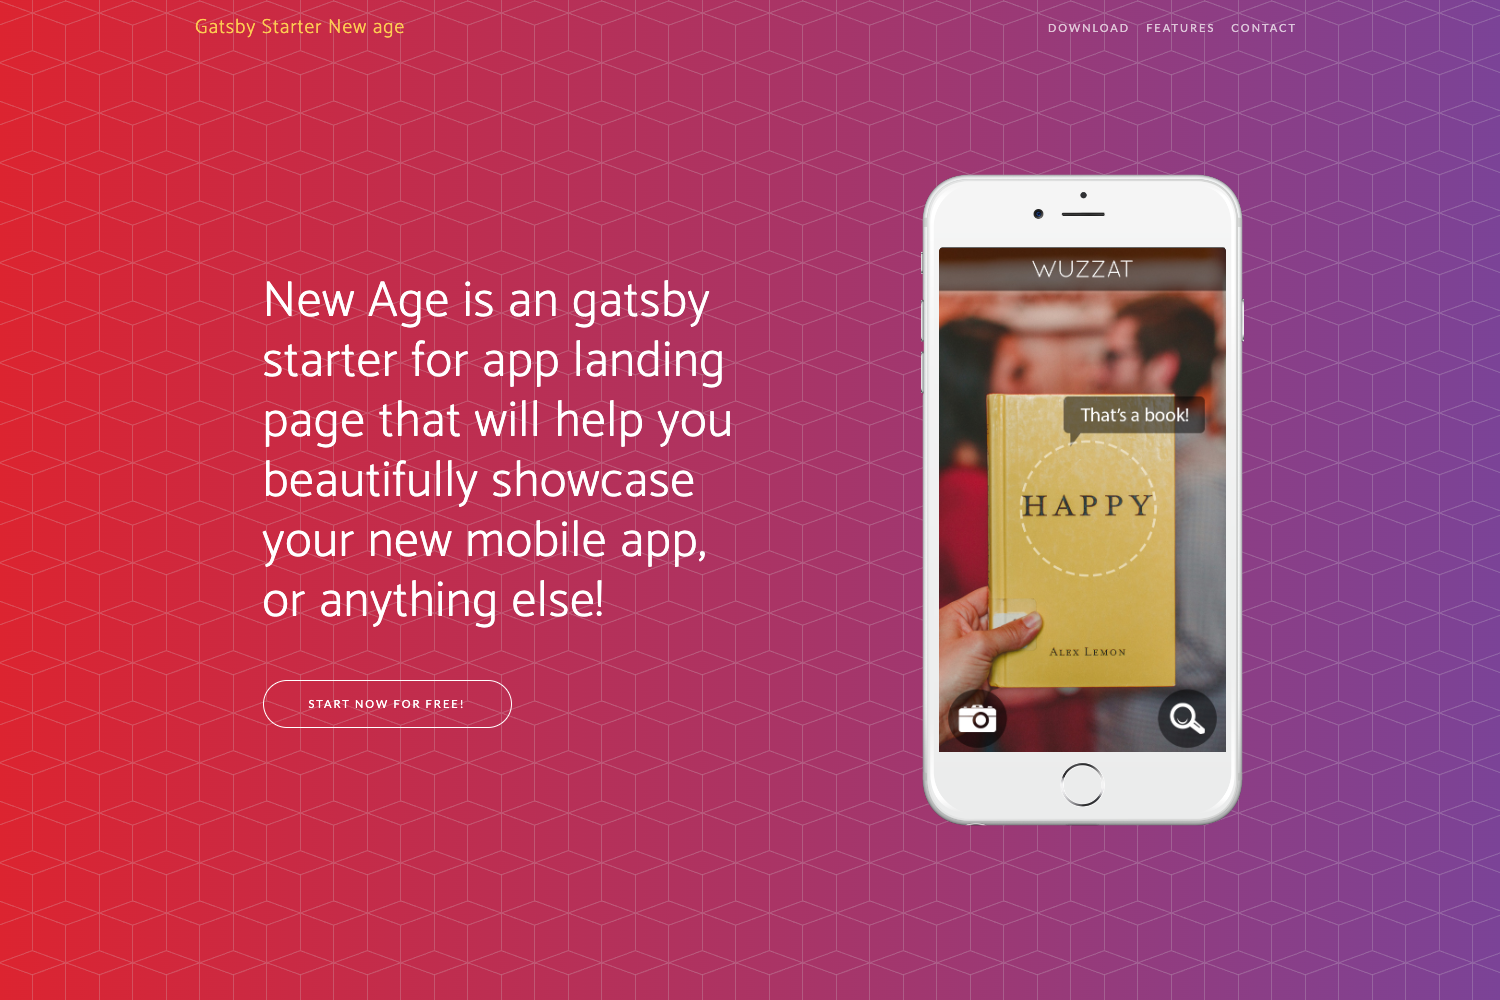 Gatsby Starter New age
DOWNLOAD FEATURES CONTACT
New Age is an gatsby
starter for app landing
page that will help you
beautifully showcase
your new mobile app,
or anything else!
START NOW FOR FREE!
WUZZAT
That's a book!
HAPPY
ALEX LEMON